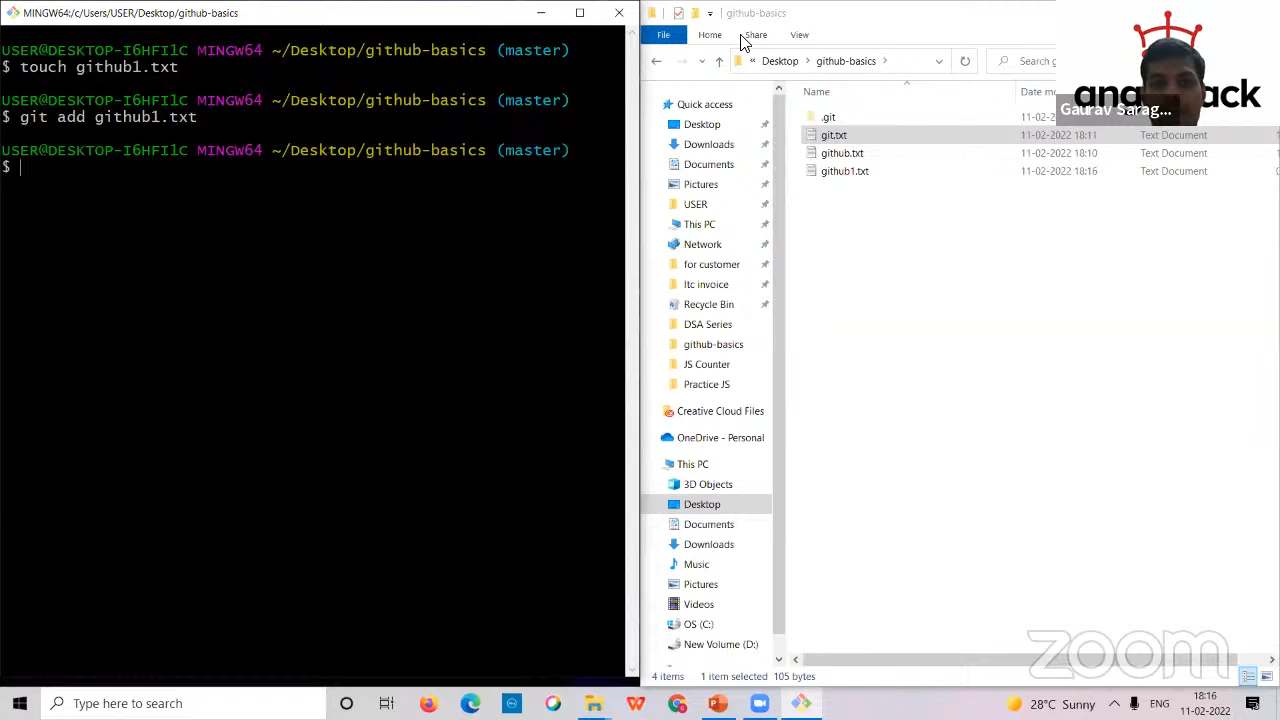 MINGW64:/c/Users/USER/Desktop/github-basics
USER@DESKTOP-I6HFI1C MINGW64 ~/Desktop/github-basics (master)
$ touch github1.txt
USER@DESKTOP-I6HFI1C MINGW64 ~/Desktop/github-basics (master)
$ git add github1.txt
USER@DESKTOP-I6HFI1C MINGW64 ~/Desktop/github-basics (master)
$
github-basics
File Home Share View
« Desktop > github-basics >
Search g
Quick access
Desktop
Downloads
Documents
Pictures
USER
This PC
Network
for customer
ltc invoice
Recycle Bin
DSA Series
github-basics
JS Counter
Practice JS
Creative Cloud Files
OneDrive - Personal
This PC
3D Objects
Desktop
Documents
Downloads
Music
Pictures
Videos
OS (C:)
New Volume (D:)
Name Date mo
.git 11-02-2
git.txt 11-02-2022 18:11 Text Document
github.txt 11-02-2022 18:10 Text Document
github1.txt 11-02-2022 18:16 Text Document
4 items 1 item selected 105 bytes
Gaurav Sarag...
zoom
Type here to search
28°C Sunny
ENG
18:16
11-02-2022